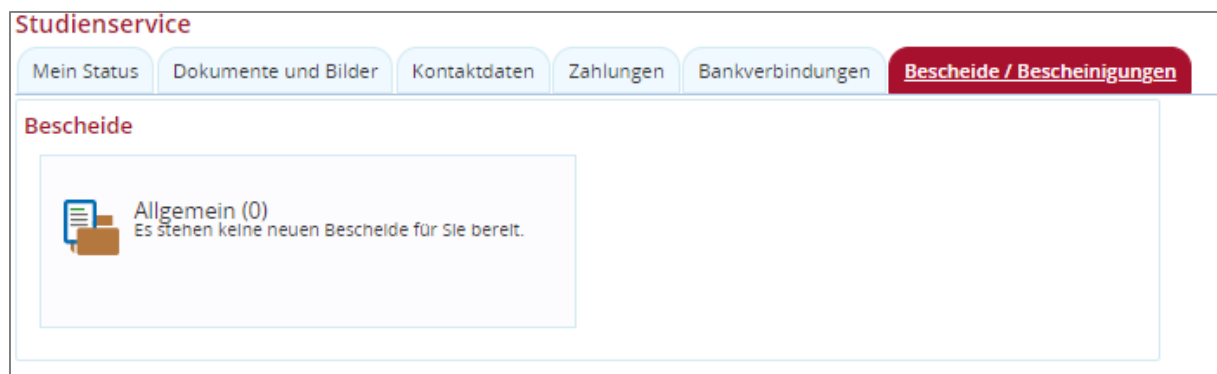 Studienservice
Mein Status Dokumente und Bilder Kontaktdaten Zahlungen Bankverbindungen Bescheide / Bescheinigungen
Bescheide
Allgemein (0)
Es stehen keine neuen Bescheide für Sie bereit.